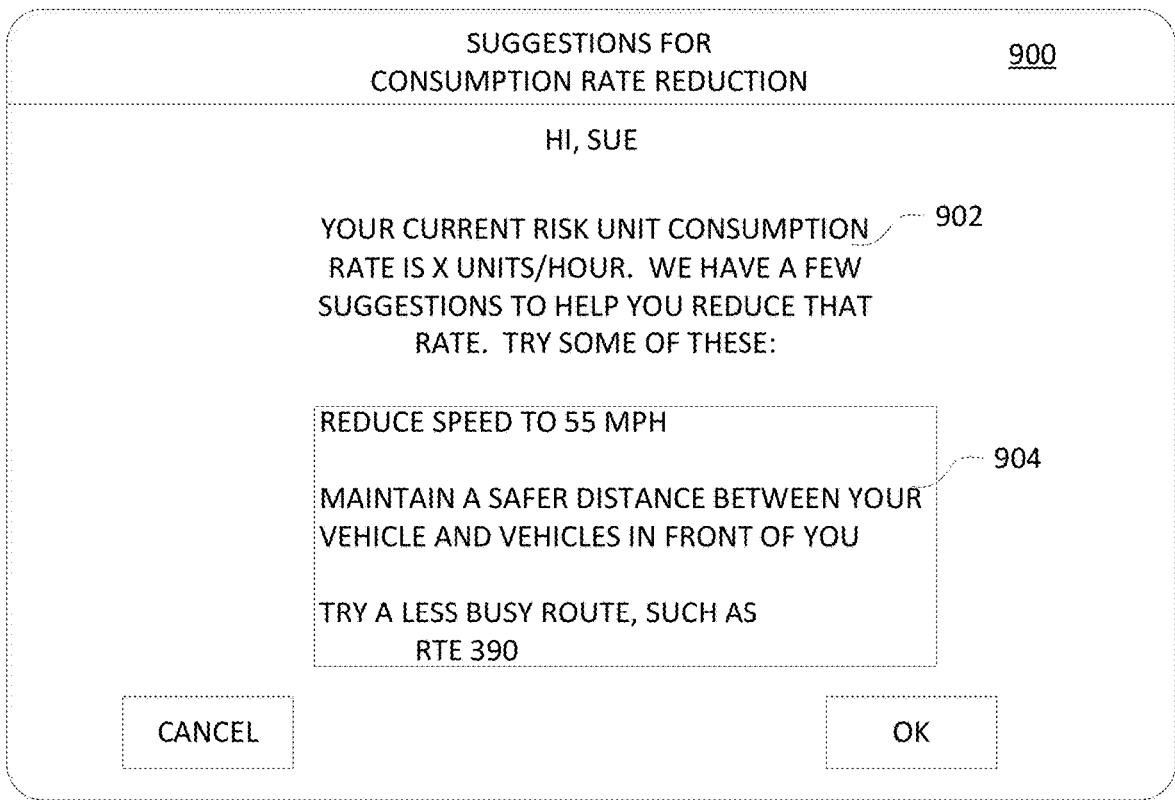 SUGGESTIONS FOR
CONSUMPTION RATE REDUCTION
900
HI, SUE
YOUR CURRENT RISK UNIT CONSUMPTION
902
RATE IS X UNITS/HOUR. WE HAVE A FEW
SUGGESTIONS TO HELP YOU REDUCE THAT
RATE. TRY SOME OF THESE:
REDUCE SPEED TO 55 MPH
904
MAINTAIN A SAFER DISTANCE BETWEEN YOUR
VEHICLE AND VEHICLES IN FRONT OF YOU
TRY A LESS BUSY ROUTE, SUCH AS
RTE 390
CANCEL
OK